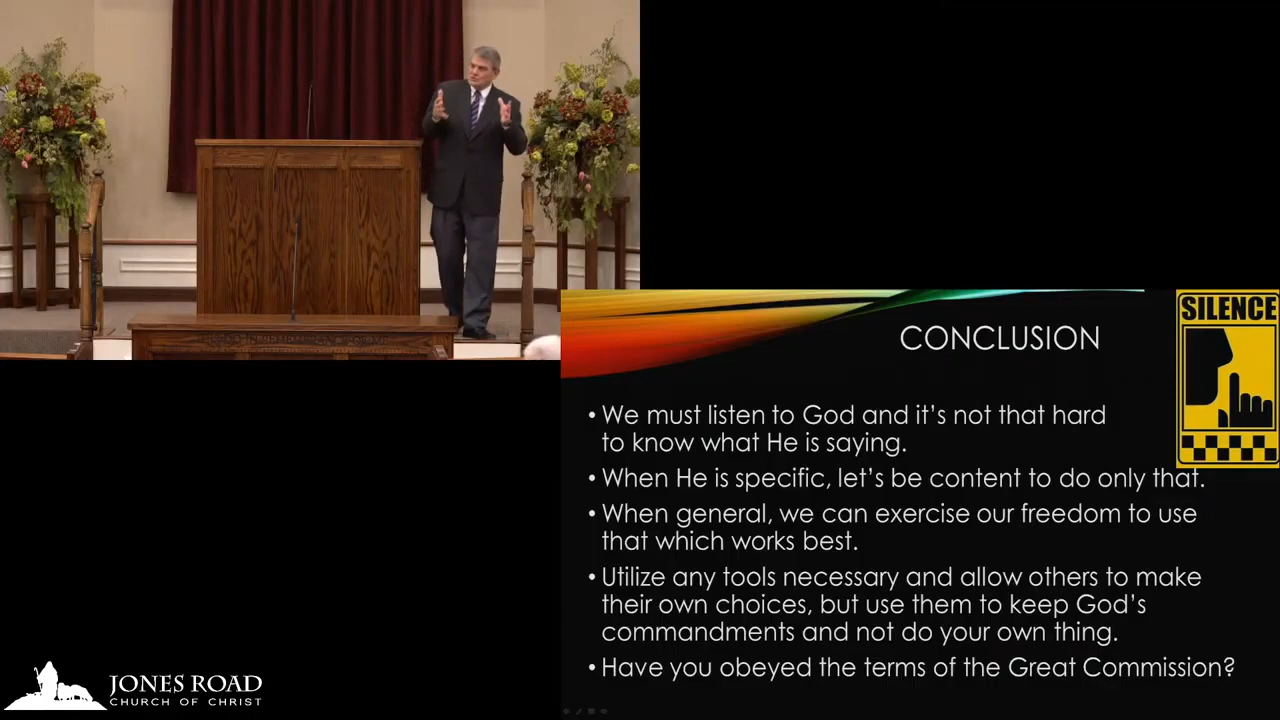 SILENCE
CONCLUSION
• We must listen to God and it’s not that hard
to know what He is saying.
• When He is specific, let’s be content to do only that.
• When general, we can exercise our freedom to use
that which works best.
• Utilize any tools necessary and allow others to make
their own choices, but use them to keep God’s
commandments and not do your own thing.
• Have you obeyed the terms of the Great Commission?
JONES ROAD
CHURCH OF CHRIST